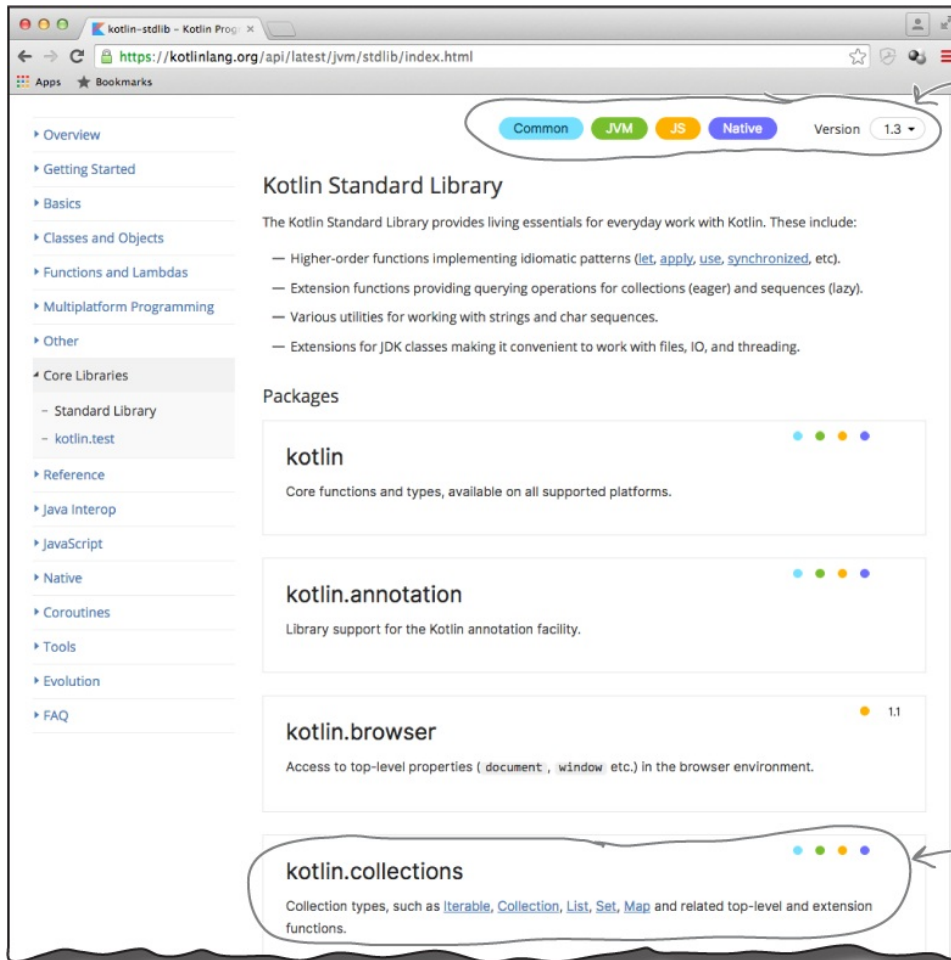 kotlin-stdlib – Kotlin Prog
https://kotlinlang.org/api/latest/jvm/stdlib/index.html
Apps
Bookmarks
Common
JVM
JS
Native
Version
1.3
Overview
Getting Started
Basics
Classes and Objects
Functions and Lambdas
Multiplatform Programming
Other
Core Libraries
– Standard Library
– kotlin.test
Reference
Java Interop
JavaScript
Native
Coroutines
Tools
Evolution
FAQ
Kotlin Standard Library
The Kotlin Standard Library provides living essentials for everyday work with Kotlin. These include:
— Higher-order functions implementing idiomatic patterns (let, apply, use, synchronized, etc).
— Extension functions providing querying operations for collections (eager) and sequences (lazy).
— Various utilities for working with strings and char sequences.
— Extensions for JDK classes making it convenient to work with files, IO, and threading.
Packages
kotlin
Core functions and types, available on all supported platforms.
kotlin.annotation
Library support for the Kotlin annotation facility.
1.1
kotlin.browser
Access to top-level properties ( document , window etc.) in the browser environment.
kotlin.collections
Collection types, such as Iterable, Collection, List, Set, Map and related top-level and extension
functions.